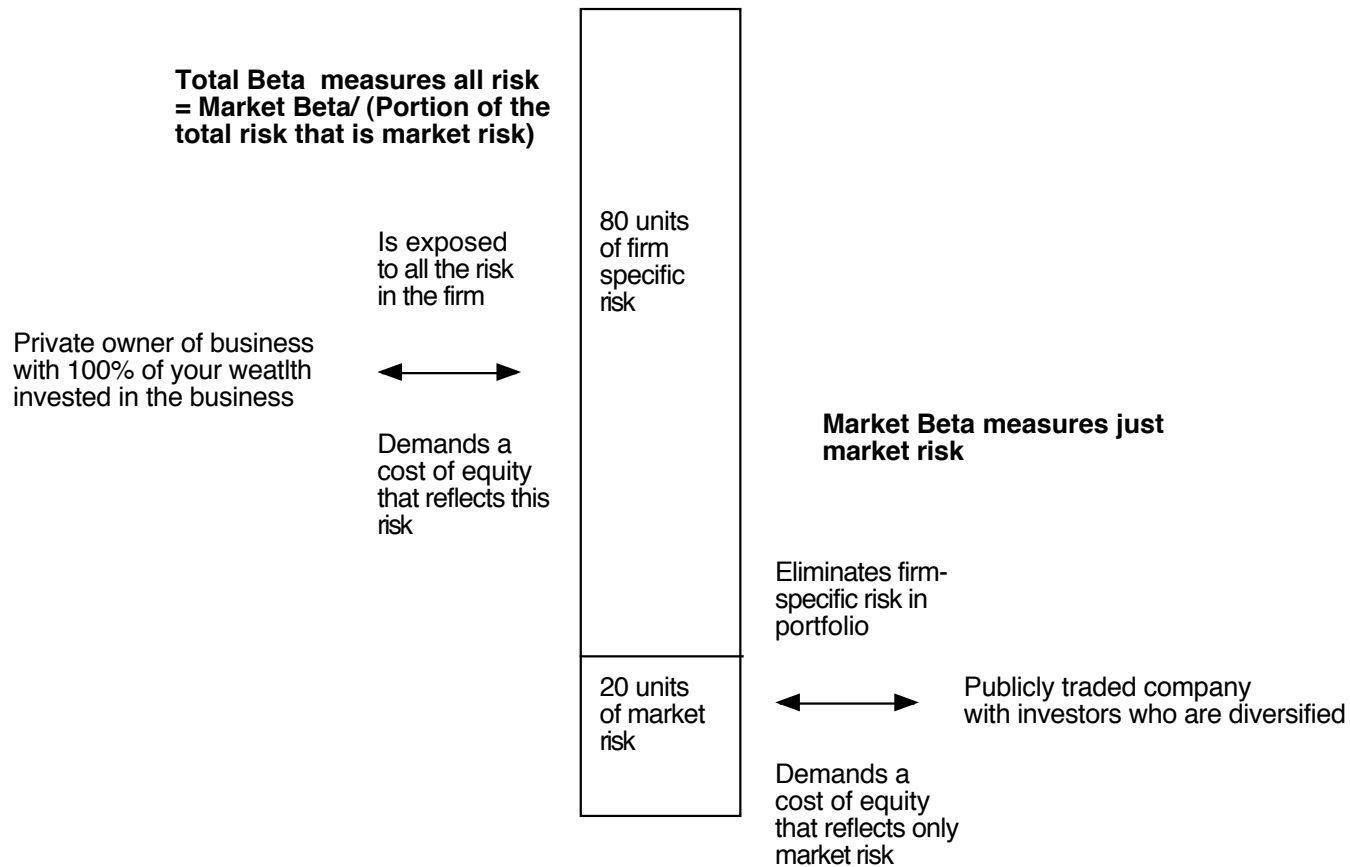 Total Beta measures all risk
= Market Beta/ (Portion of the
total risk that is market risk)
80 units
of firm
specific
risk
Is exposed
to all the risk
in the firm
Private owner of business
with 100% of your weatlth
invested in the business
Demands a
cost of equity
that reflects this
risk
Market Beta measures just
market risk
Eliminates firm-
specific risk in
portfolio
20 units
of market
risk
Publicly traded company
with investors who are diversified
Demands a
cost of equity
that reflects only
market risk